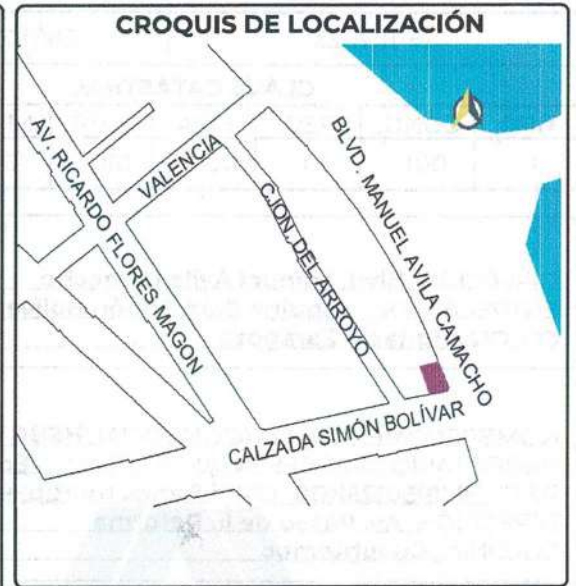 CROQUIS DE LOCALIZACIÓN
AV. RICARDO FLORES MAGON
VALENCIA
CJON. DEL ARROYO
BLVD. MANUEL AVILA CAMACHO
CALZADA SIMÓN BOLÍVAR